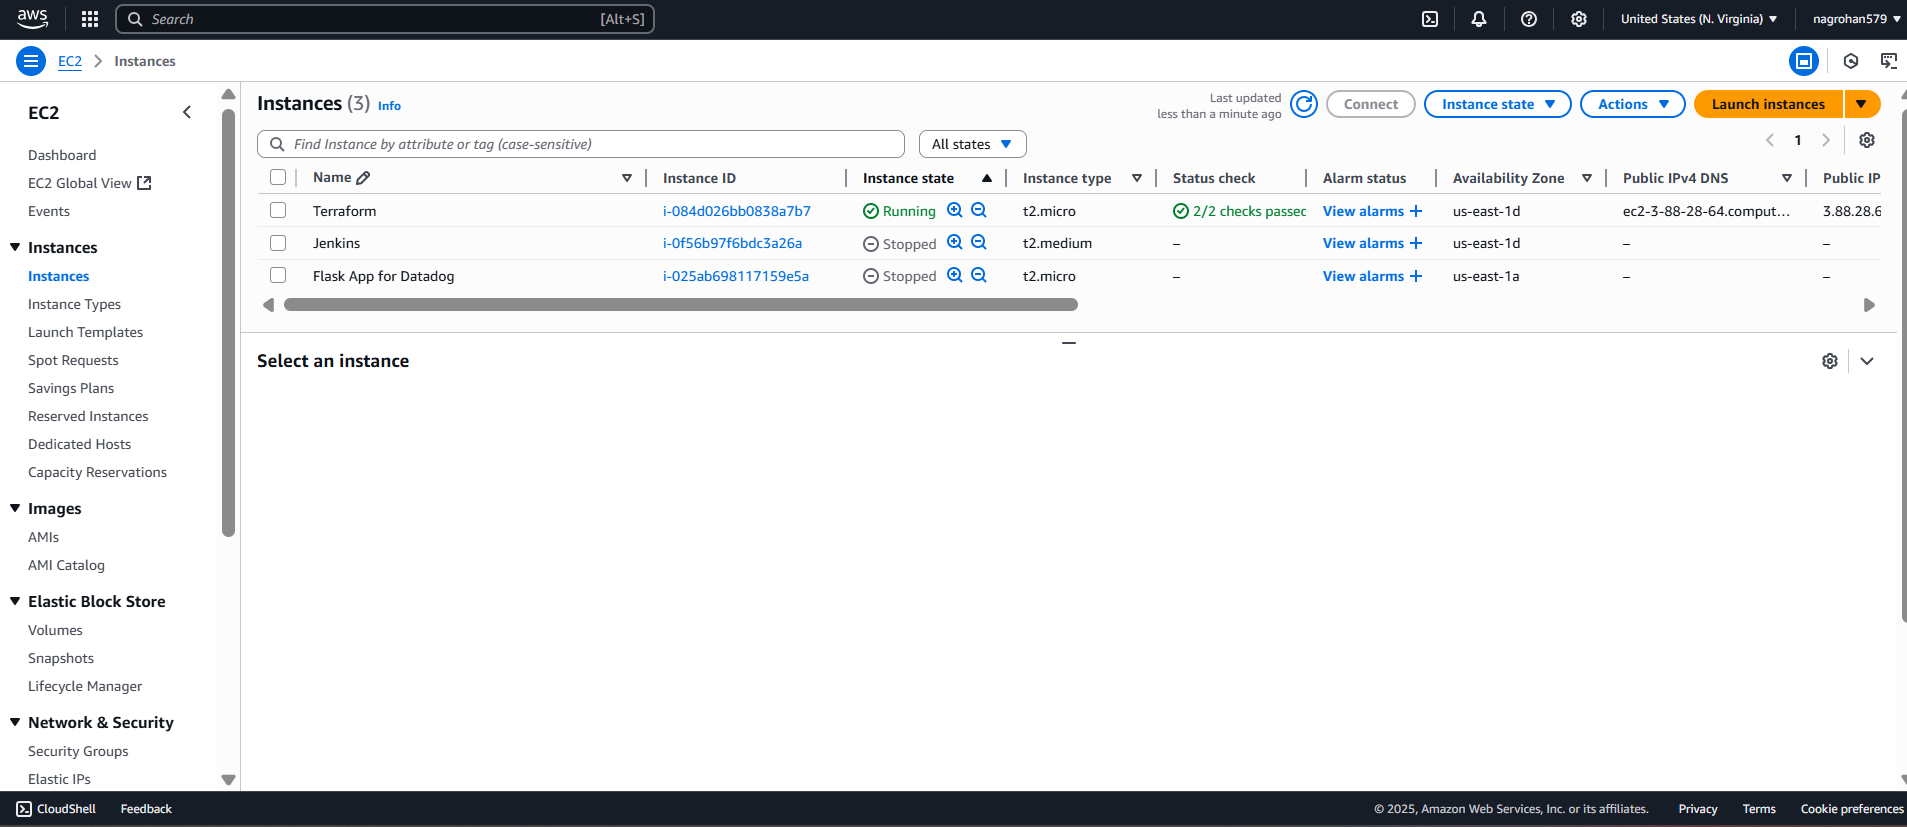 aws
Search [Alt+S]
United States (N. Virginia)
nagrohan579
EC2 > Instances
EC2
Dashboard
EC2 Global View
Events
Instances
Instances
Instance Types
Launch Templates
Spot Requests
Savings Plans
Reserved Instances
Dedicated Hosts
Capacity Reservations
Images
AMIs
AMI Catalog
Elastic Block Store
Volumes
Snapshots
Lifecycle Manager
Network & Security
Security Groups
Elastic IPs
Instances (3) Info
Last updated
less than a minute ago
Connect
Instance state
Actions
Launch instances
Find Instance by attribute or tag (case-sensitive)
All states
1
Name Instance ID Instance state Instance type Status check Alarm status Availability Zone Public IPv4 DNS Public IP
Terraform i-084d026bb0838a7b7 Running t2.micro 2/2 checks passed View alarms + us-east-1d ec2-3-88-28-64.comput... 3.88.28.6
Jenkins i-0f56b97f6bdc3a26a Stopped t2.medium – View alarms + us-east-1d – –
Flask App for Datadog i-025ab698117159e5a Stopped t2.micro – View alarms + us-east-1a – –
Select an instance
CloudShell
Feedback
© 2025, Amazon Web Services, Inc. or its affiliates.
Privacy
Terms
Cookie preferences